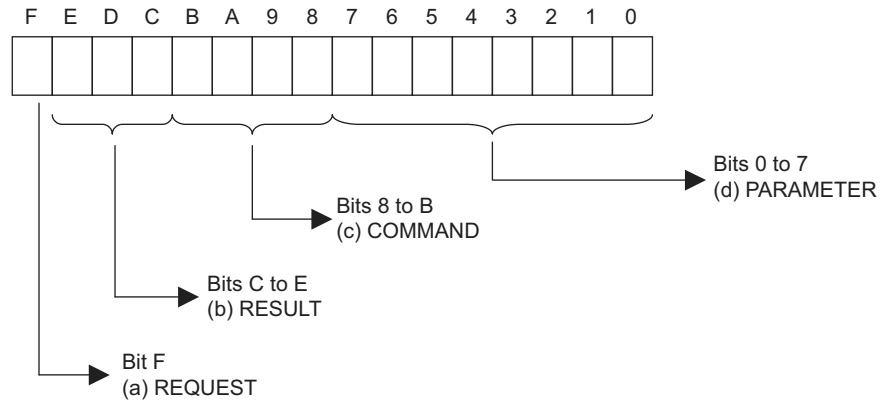 F E D C B A 9 8 7 6 5 4 3 2 1 0
Bits 0 to 7
(d) PARAMETER
Bits 8 to B
(c) COMMAND
Bits C to E
(b) RESULT
Bit F
(a) REQUEST